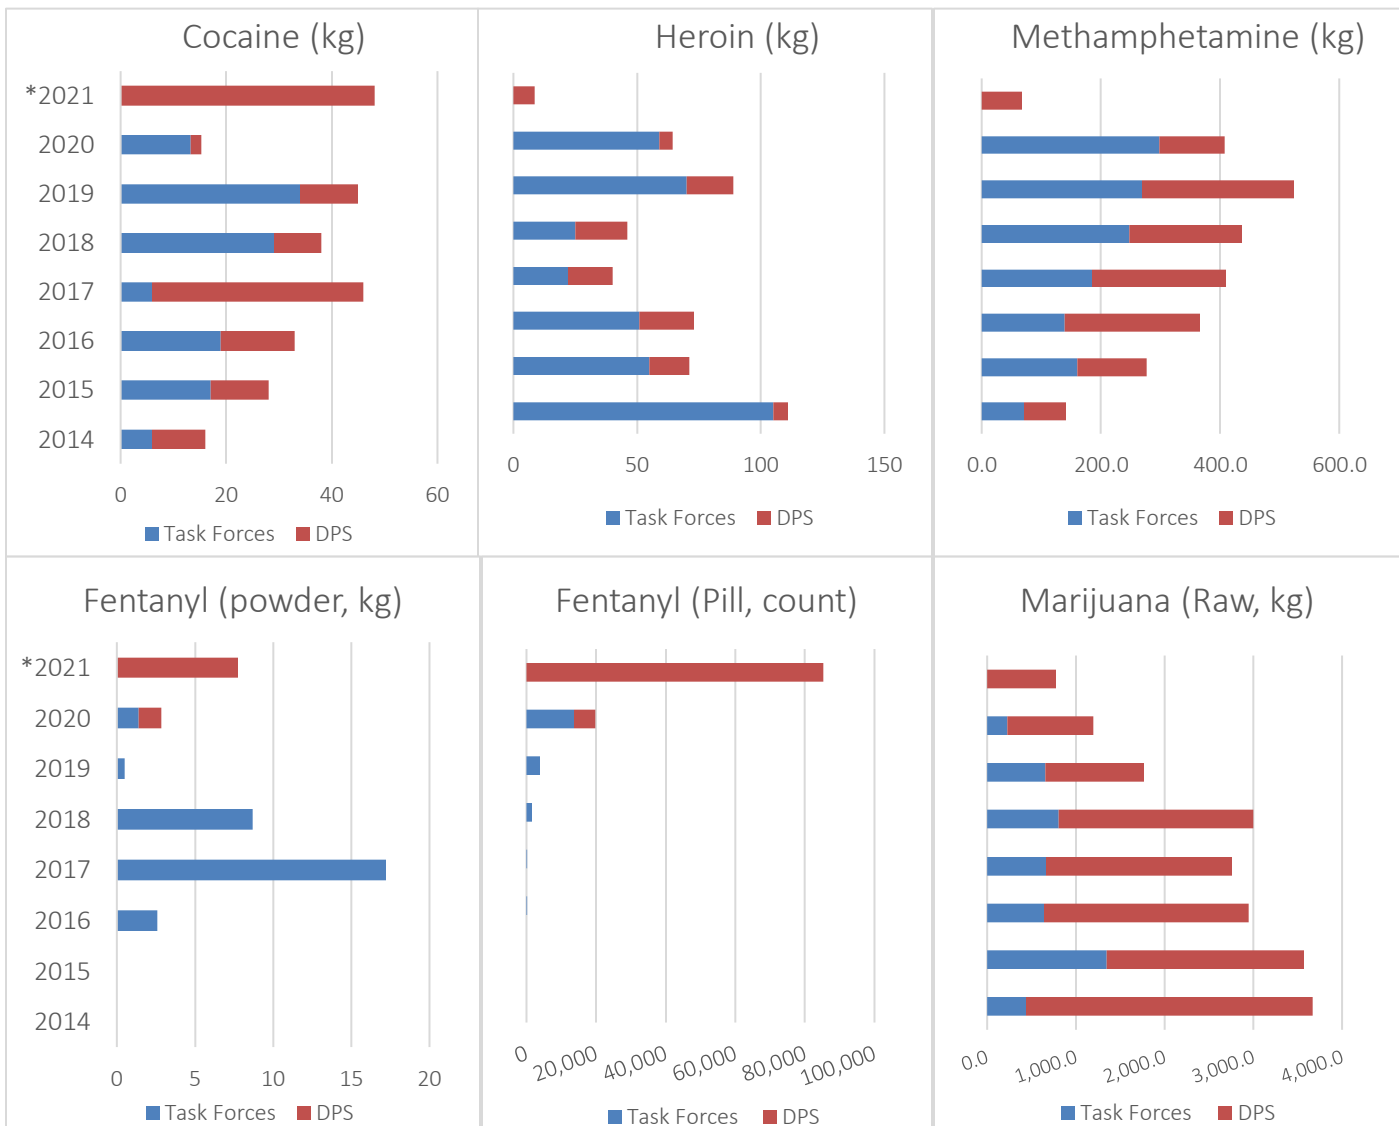 Cocaine (kg)
*2021
2020
2019
2018
2017
2016
2015
2014
0 20 40 60
Task Forces DPS
Heroin (kg)
0 50 100 150
Task Forces DPS
Methamphetamine (kg)
0.0 200.0 400.0 600.0
Task Forces DPS
Fentanyl (powder, kg)
*2021
2020
2019
2018
2017
2016
2015
2014
0 5 10 15 20
Task Forces DPS
Fentanyl (Pill, count)
0 20,000 40,000 60,000 80,000 100,000
Task Forces DPS
Marijuana (Raw, kg)
0.0 1,000.0 2,000.0 3,000.0 4,000.0
Task Forces DPS